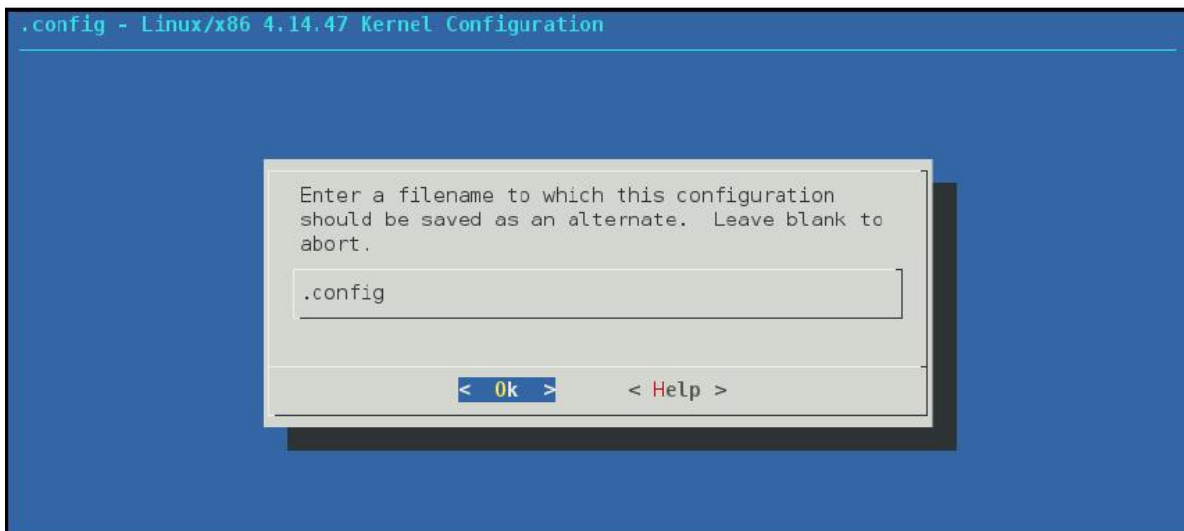 .config - Linux/x86 4.14.47 Kernel Configuration
Enter a filename to which this configuration
should be saved as an alternate.  Leave blank to
abort.
.config
<  Ok  >      < Help >